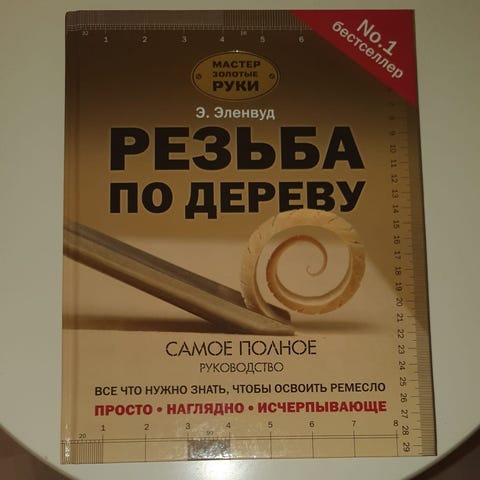 No.1
бестселлер
МАСТЕР
ЗОЛОТЫЕ
РУКИ
Э. Эленвуд
РЕЗЬБА
ПО ДЕРЕВУ
САМОЕ ПОЛНОЕ
РУКОВОДСТВО
ВСЕ ЧТО НУЖНО ЗНАТЬ, ЧТОБЫ ОСВОИТЬ РЕМЕСЛО
ПРОСТО • НАГЛЯДНО • ИСЧЕРПЫВАЮЩЕ